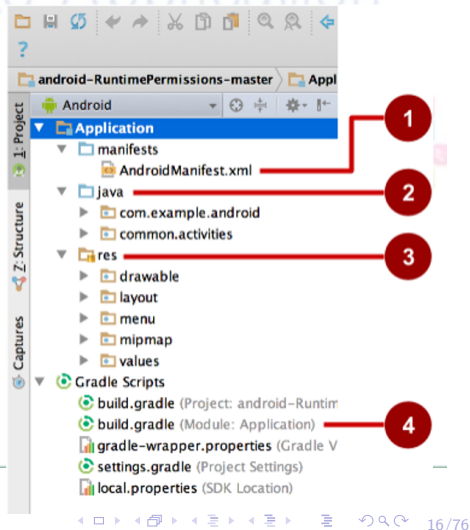 ?
android-RuntimePermissions-master
Appl
1: Project
Android
Application
manifests
AndroidManifest.xml
1
java
2
com.example.android
common.activities
res
3
drawable
layout
menu
mipmap
values
Z: Structure
Captures
Gradle Scripts
build.gradle (Project: android-Runtim
build.gradle (Module: Application)
4
gradle-wrapper.properties (Gradle V
settings.gradle (Project Settings)
local.properties (SDK Location)
16/76